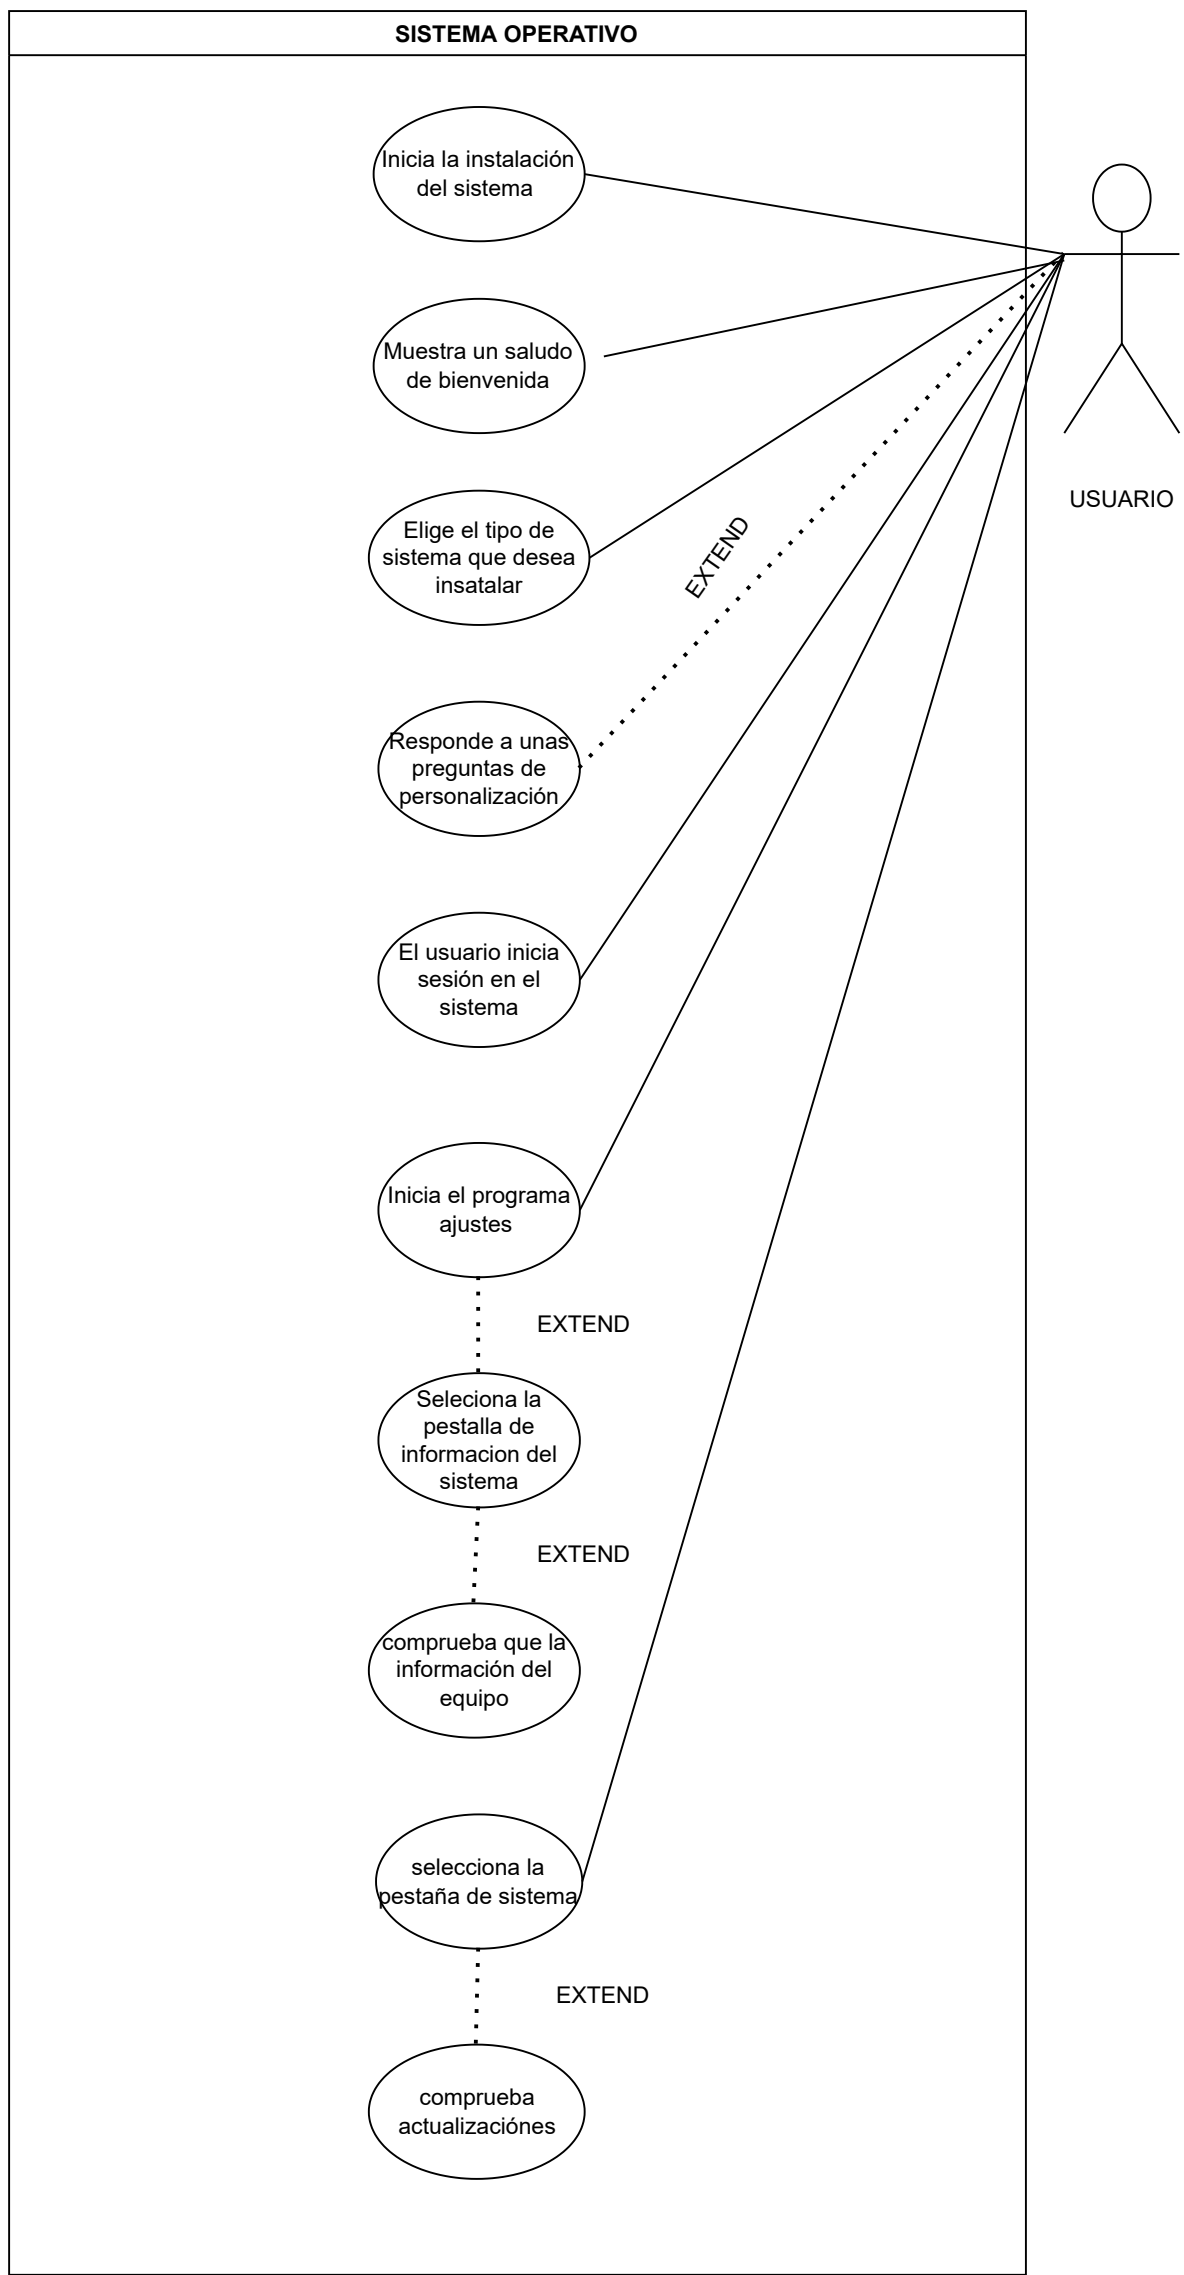 SISTEMA OPERATIVO
Inicia la instalación
del sistema
Muestra un saludo
de bienvenida
USUARIO
Elige el tipo de
sistema que desea
insatalar
EXTEND
Responde a unas
preguntas de
personalización
El usuario inicia
sesión en el
sistema
Inicia el programa
ajustes
EXTEND
Seleciona la
pestalla de
informacion del
sistema
EXTEND
comprueba que la
información del
equipo
selecciona la
pestaña de sistema
EXTEND
comprueba
actualizaciónes